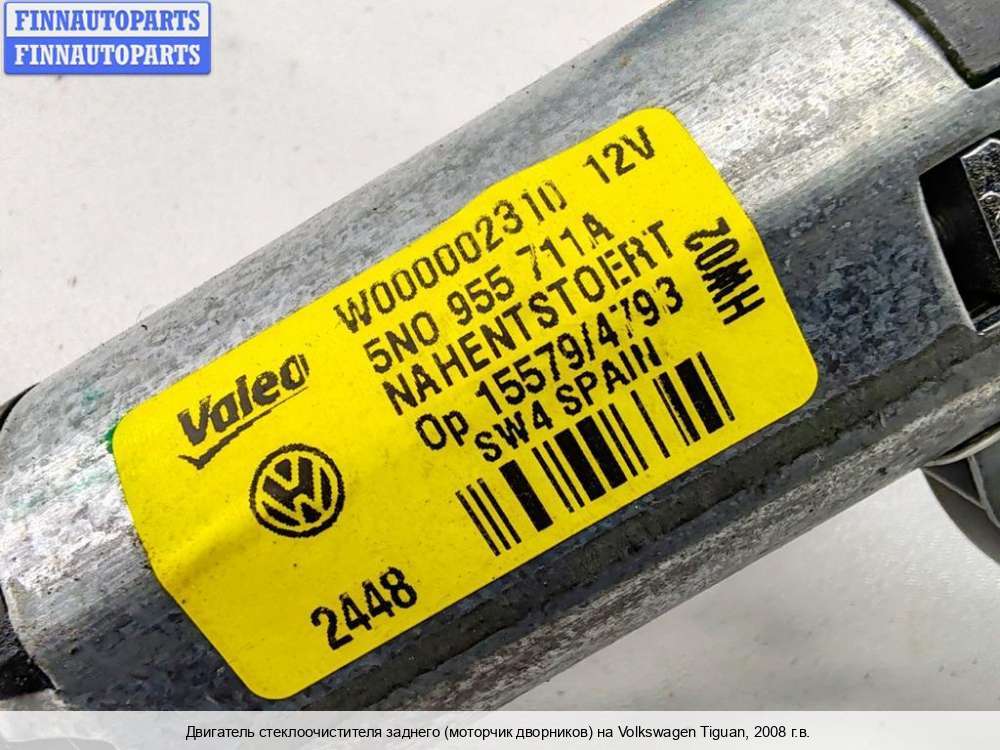 FINNAUTOPARTS
FINNAUTOPARTS
W000002310 12V
5N0 955 711A
NAHENTSTOERT
20WH
Op 15579/4793
SW4 SPAIN
Valeo
2448
Двигатель стеклоочистителя заднего (моторчик дворников) на Volkswagen Tiguan, 2008 г.в.